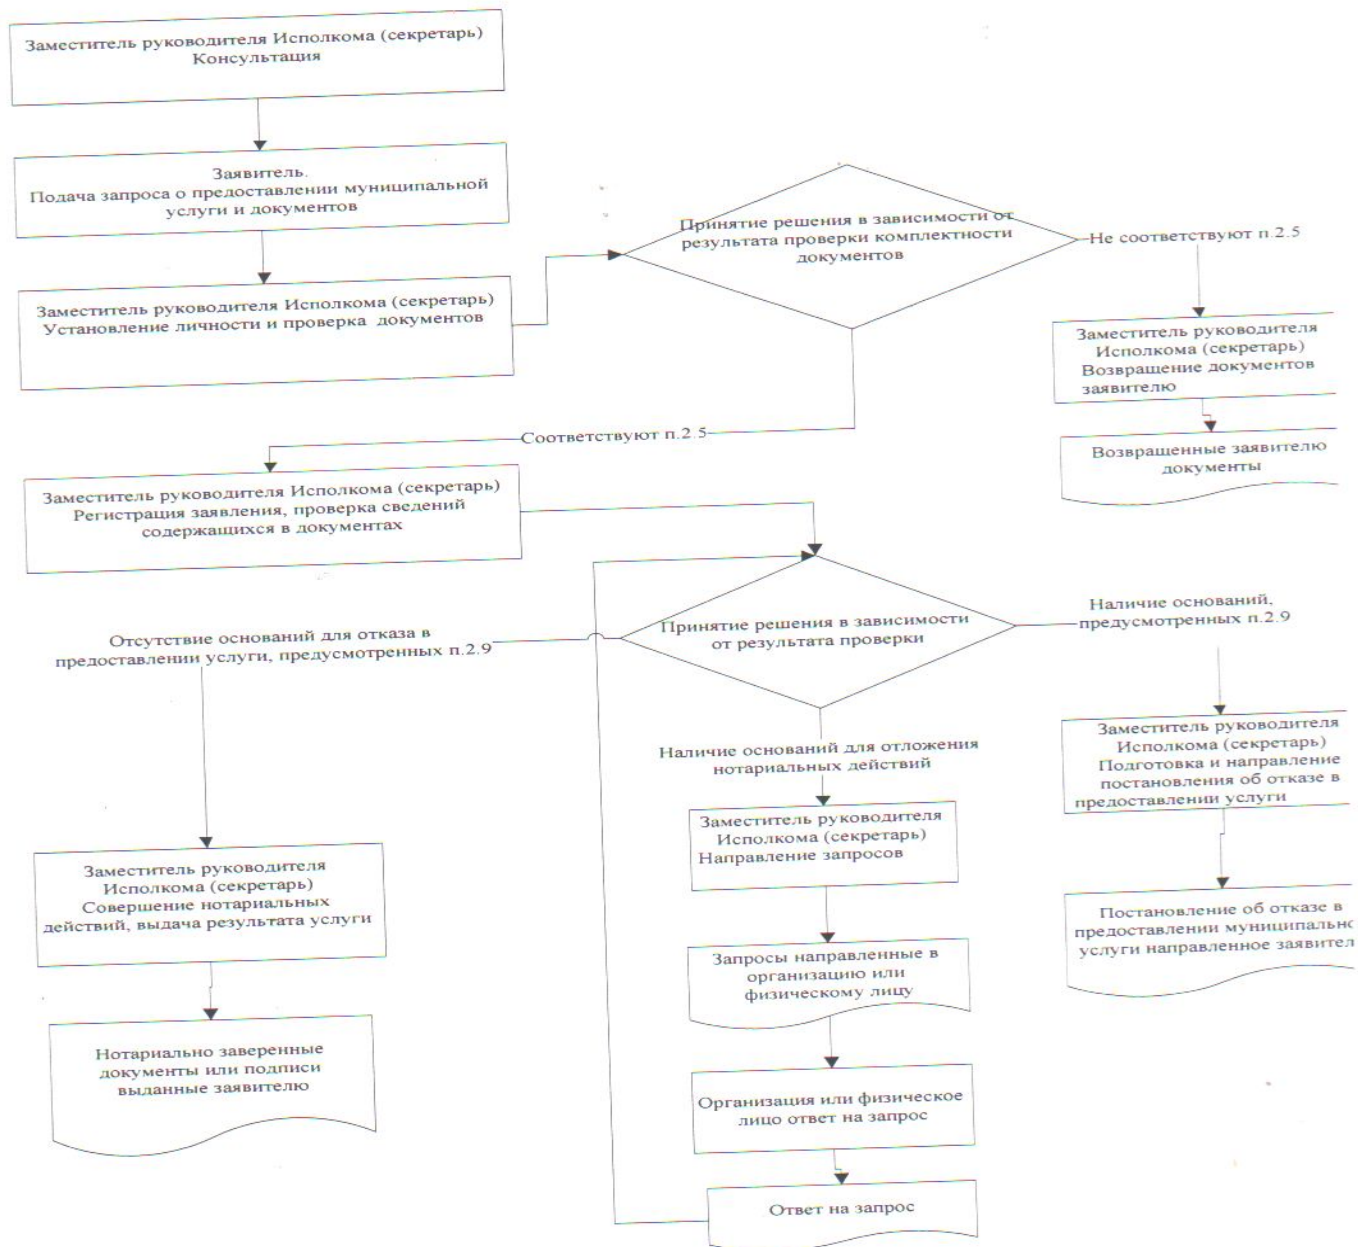 Заместитель руководителя Исполкома (секретарь)
Консультация
Заявитель.
Подача запроса о предоставлении муниципальной
услуги и документов
Заместитель руководителя Исполкома (секретарь)
Установление личности и проверка документов
Принятие решения в зависимости от
результата проверки комплектности
документов
Не соответствуют п.2.5
Заместитель руководителя
Исполкома (секретарь)
Возвращение документов
заявителю
Возвращенные заявителю
документы
Соответствуют п.2.5
Заместитель руководителя Исполкома (секретарь)
Регистрация заявления, проверка сведений
содержащихся в документах
Принятие решения в зависимости
от результата проверки
Отсутствие оснований для отказа в
предоставлении услуги, предусмотренных п.2.9
Наличие оснований,
предусмотренных п.2.9
Наличие оснований для отложения
нотариальных действий
Заместитель руководителя
Исполкома (секретарь)
Совершение нотариальных
действий, выдача результата услуги
Нотариально заверенные
документы или подписи
выданные заявителю
Заместитель руководителя
Исполкома (секретарь)
Направление запросов
Запросы направленные в
организацию или
физическому лицу
Организация или физическое
лицо ответ на запрос
Ответ на запрос
Заместитель руководителя
Исполкома (секретарь)
Подготовка и направление
постановления об отказе в
предоставлении услуги
Постановление об отказе в
предоставлении муниципально
услуги направленное заявител